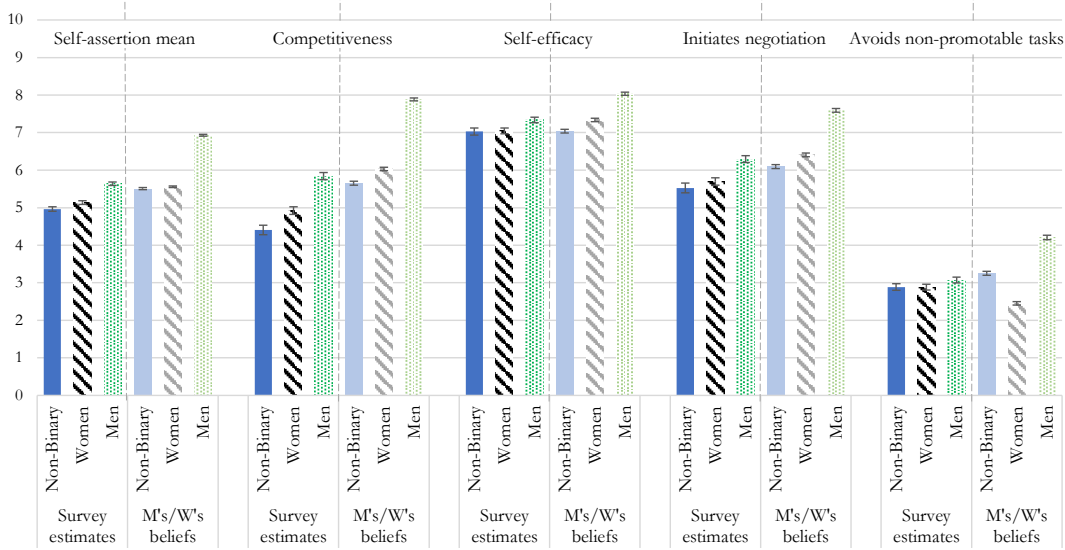 10
Self-assertion mean
Competitiveness
Self-efficacy
Initiates negotiation
Avoids non-promotable tasks
9
8
7
6
5
4
3
2
1
0
Non-Binary
Women
Men
Non-Binary
Women
Men
Non-Binary
Women
Men
Non-Binary
Women
Men
Non-Binary
Women
Men
Non-Binary
Women
Men
Non-Binary
Women
Men
Non-Binary
Women
Men
Non-Binary
Women
Men
Non-Binary
Women
Men
Survey
estimates
M's/W's
beliefs
Survey
estimates
M's/W's
beliefs
Survey
estimates
M's/W's
beliefs
Survey
estimates
M's/W's
beliefs
Survey
estimates
M's/W's
beliefs